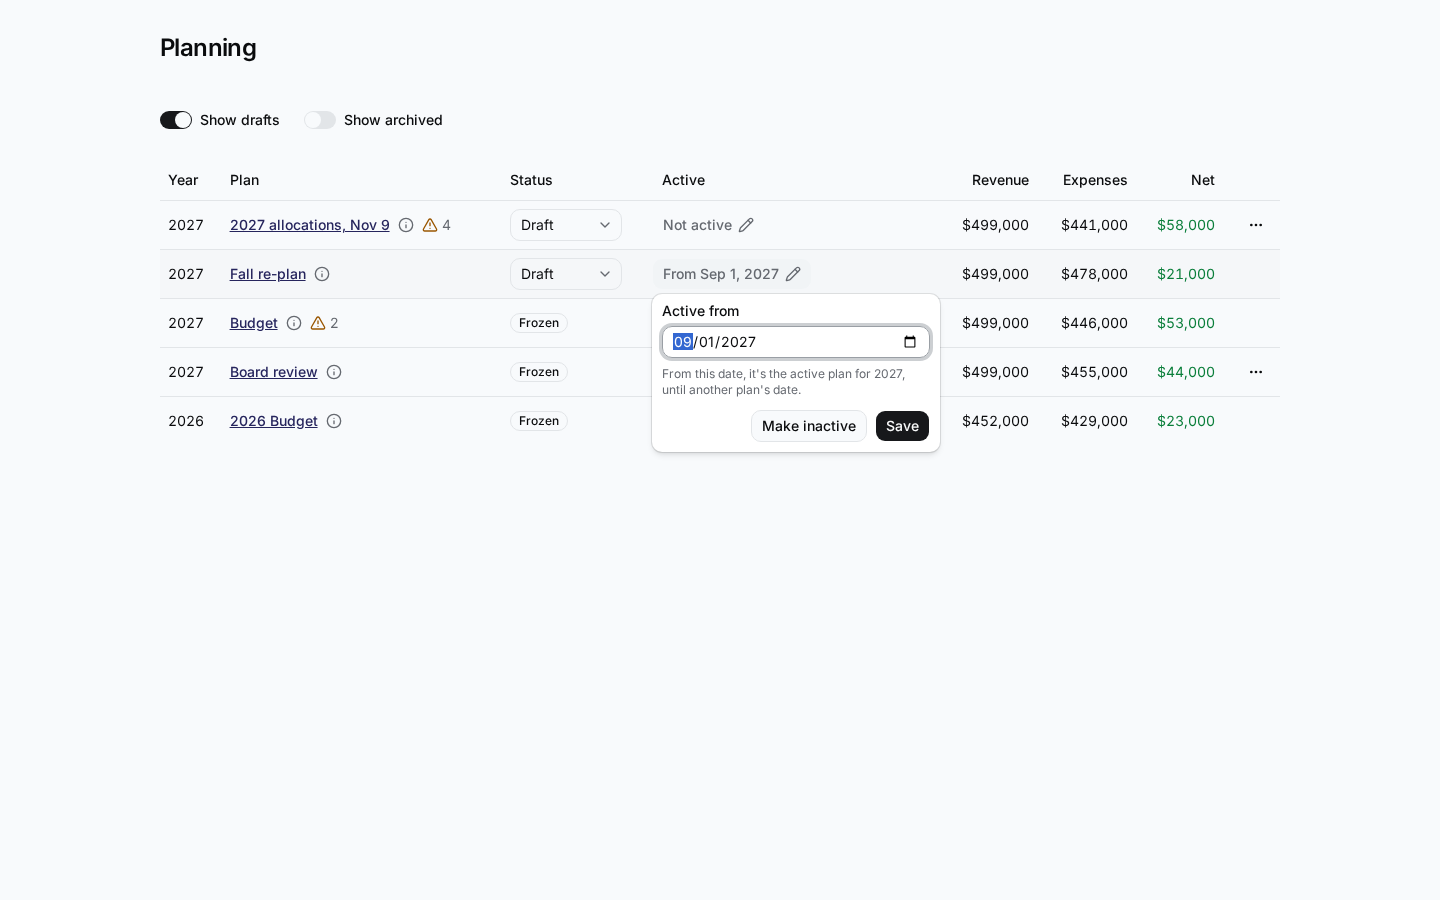 Planning
Show drafts Show archived
Year Plan Status Active Revenue Expenses Net
2027 2027 allocations, Nov 9 4 Draft Not active $499,000 $441,000 $58,000
2027 Fall re-plan Draft From Sep 1, 2027 $499,000 $478,000 $21,000
2027 Budget 2 Frozen $446,000 $53,000
2027 Board review Frozen $499,000 $455,000 $44,000
2026 2026 Budget Frozen $452,000 $429,000 $23,000
Active from
09/01/2027
From this date, it's the active plan for 2027,
until another plan's date.
Make inactive Save